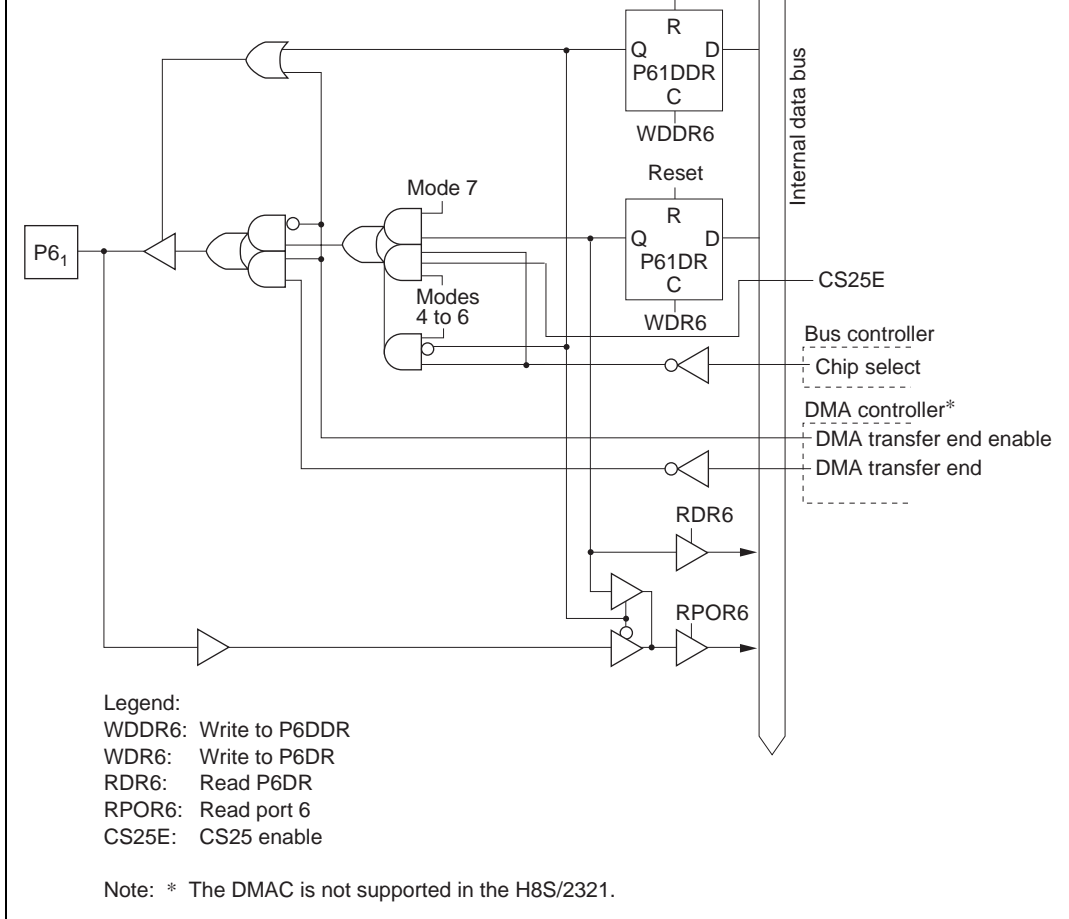 R
Q D
P61DDR
C
WDDR6
Internal data bus
Reset
Mode 7
R
Q D
P61DR
C
WDR6
P6₁
Modes
4 to 6
CS25E
Bus controller
Chip select
DMA controller*
DMA transfer end enable
DMA transfer end
RDR6
RPOR6
Legend:
WDDR6: Write to P6DDR
WDR6: Write to P6DR
RDR6: Read P6DR
RPOR6: Read port 6
CS25E: CS25 enable
Note: * The DMAC is not supported in the H8S/2321.